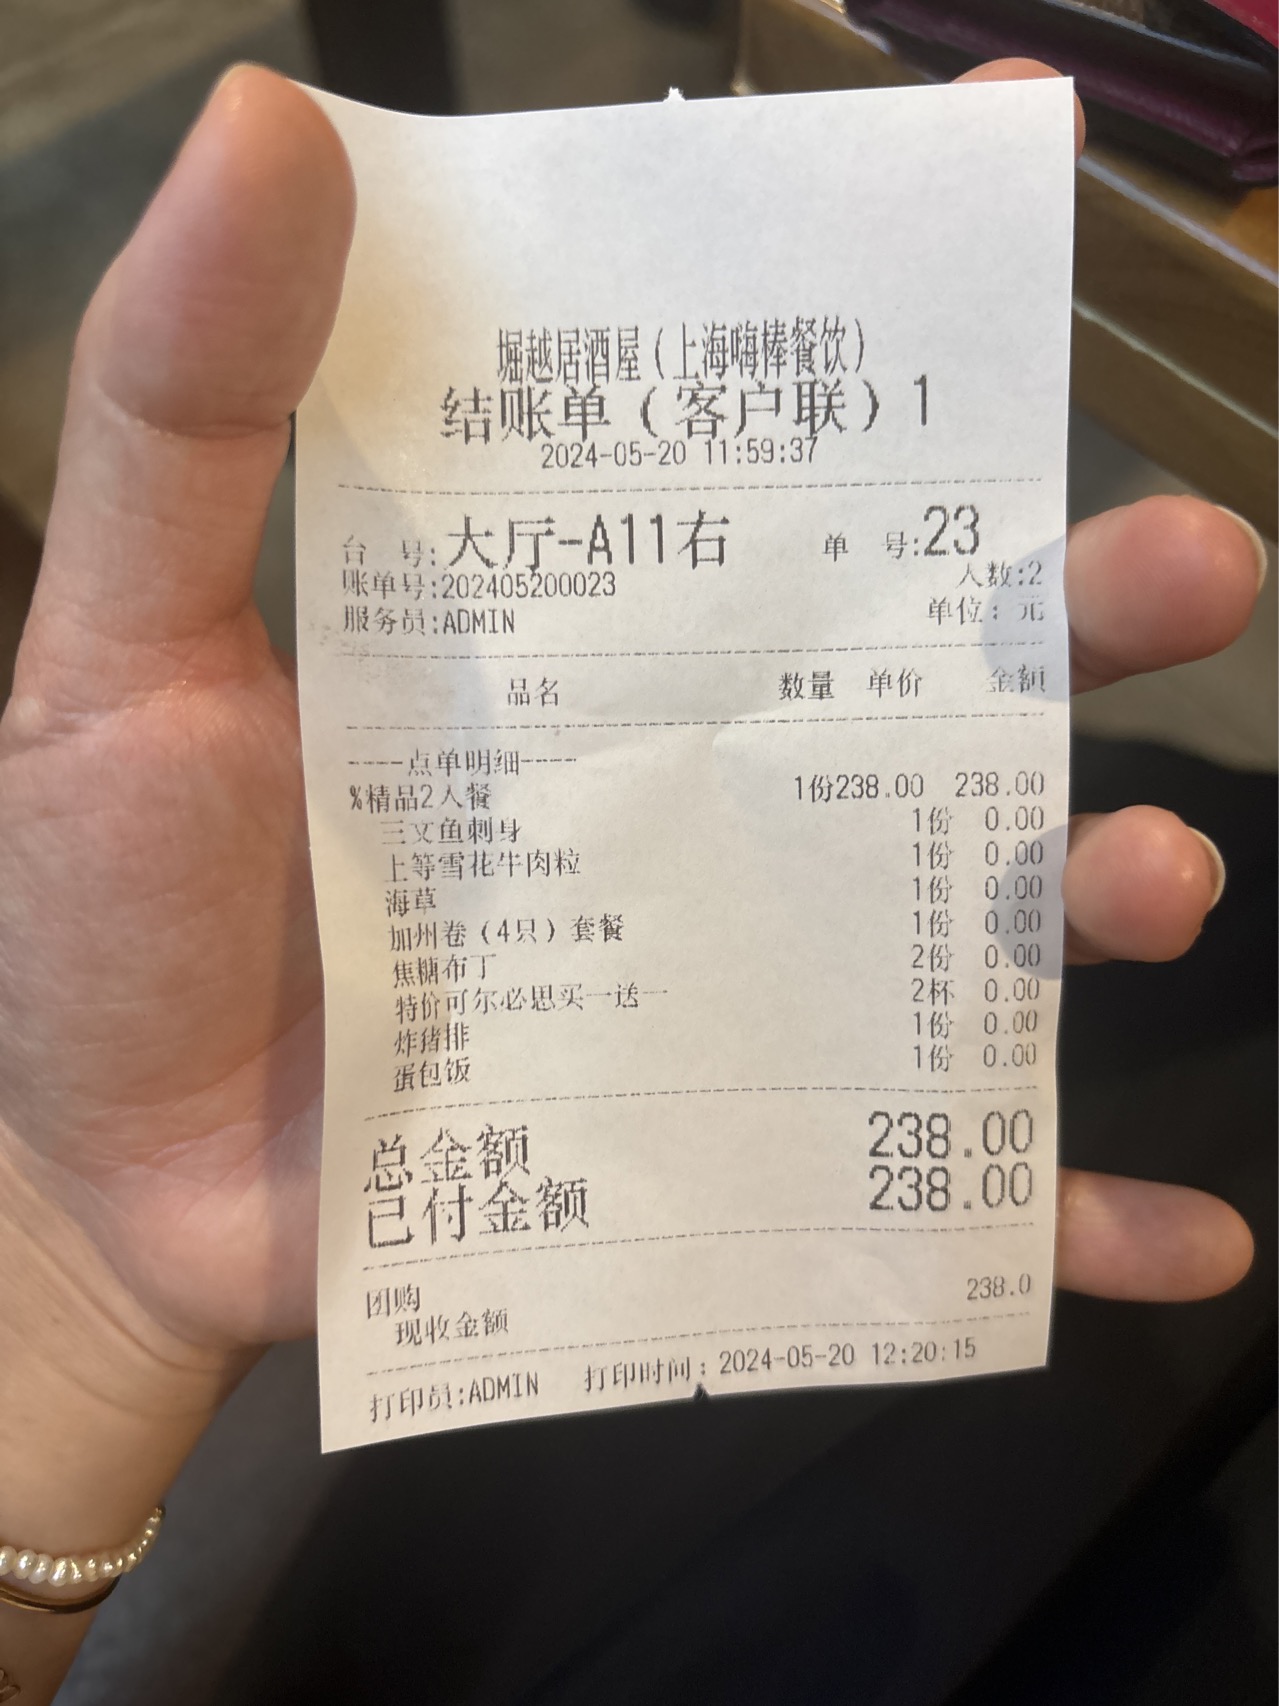 堀越居酒屋（上海嗨棒餐饮）
结账单（客户联）1
2024-05-20 11:59:37
台 号:大厅-A11右 单 号:23
账单号:202405200023 人数:2
服务员:ADMIN 单位：元
品名 数量 单价 金额
----点单明细----
%精品2人餐 1份238.00 238.00
三文鱼刺身 1份 0.00
上等雪花牛肉粒 1份 0.00
海草 1份 0.00
加州卷（4只）套餐 1份 0.00
焦糖布丁 2份 0.00
特价可尔必思买一送一 2杯 0.00
炸猪排 1份 0.00
蛋包饭 1份 0.00
总金额 238.00
已付金额 238.00
团购 238.0
现收金额
打印员:ADMIN 打印时间：2024-05-20 12:20:15